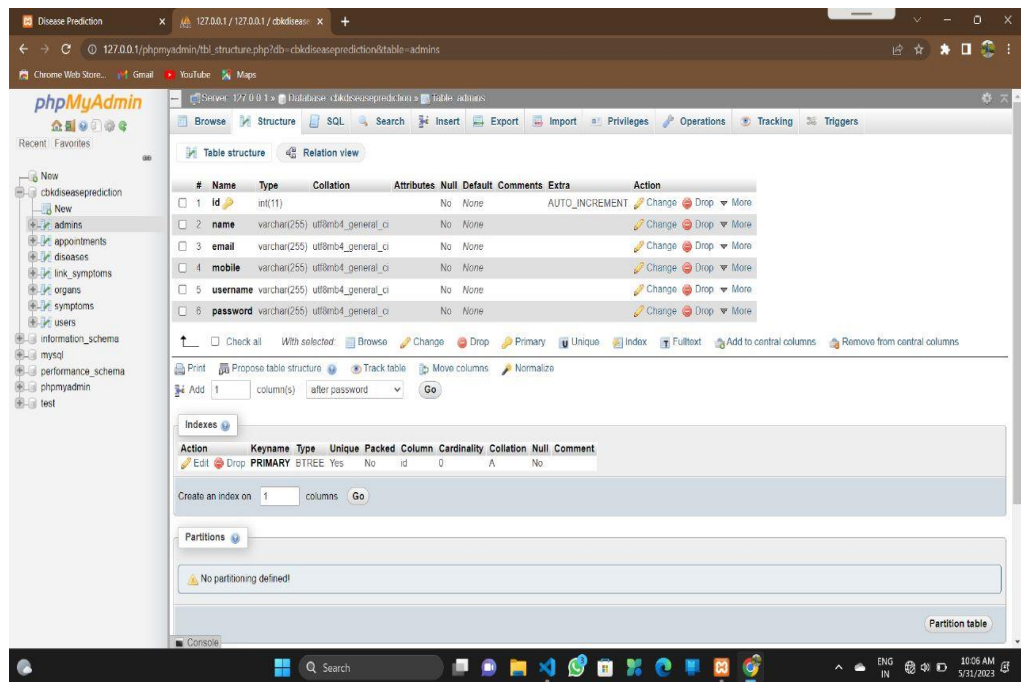 Disease Prediction × 127.0.0.1 / 127.0.0.1 / cbkdisease × +
127.0.0.1/phpmyadmin/tbl_structure.php?db=cbkdiseaseprediction&table=admins
Chrome Web Store... Gmail YouTube Maps
phpMyAdmin
Recent Favorites
New
cbkdiseaseprediction
New
admins
appointments
diseases
link_symptoms
organs
symptoms
users
information_schema
mysql
performance_schema
phpmyadmin
test
Server: 127.0.0.1 » Database: cbkdiseaseprediction » Table: admins
Browse Structure SQL Search Insert Export Import Privileges Operations Tracking Triggers
Table structure Relation view
# Name Type Collation Attributes Null Default Comments Extra Action
1 id int(11) No None AUTO_INCREMENT Change Drop More
2 name varchar(255) utf8mb4_general_ci No None Change Drop More
3 email varchar(255) utf8mb4_general_ci No None Change Drop More
4 mobile varchar(255) utf8mb4_general_ci No None Change Drop More
5 username varchar(255) utf8mb4_general_ci No None Change Drop More
6 password varchar(255) utf8mb4_general_ci No None Change Drop More
Check all With selected: Browse Change Drop Primary Unique Index Fulltext Add to central columns Remove from central columns
Print Propose table structure Track table Move columns Normalize
Add 1 column(s) after password Go
Indexes
Action Keyname Type Unique Packed Column Cardinality Collation Null Comment
Edit Drop PRIMARY BTREE Yes No id 0 A No
Create an index on 1 columns Go
Partitions
No partitioning defined!
Partition table
Console
Search
ENG
IN
10:06 AM
5/31/2023